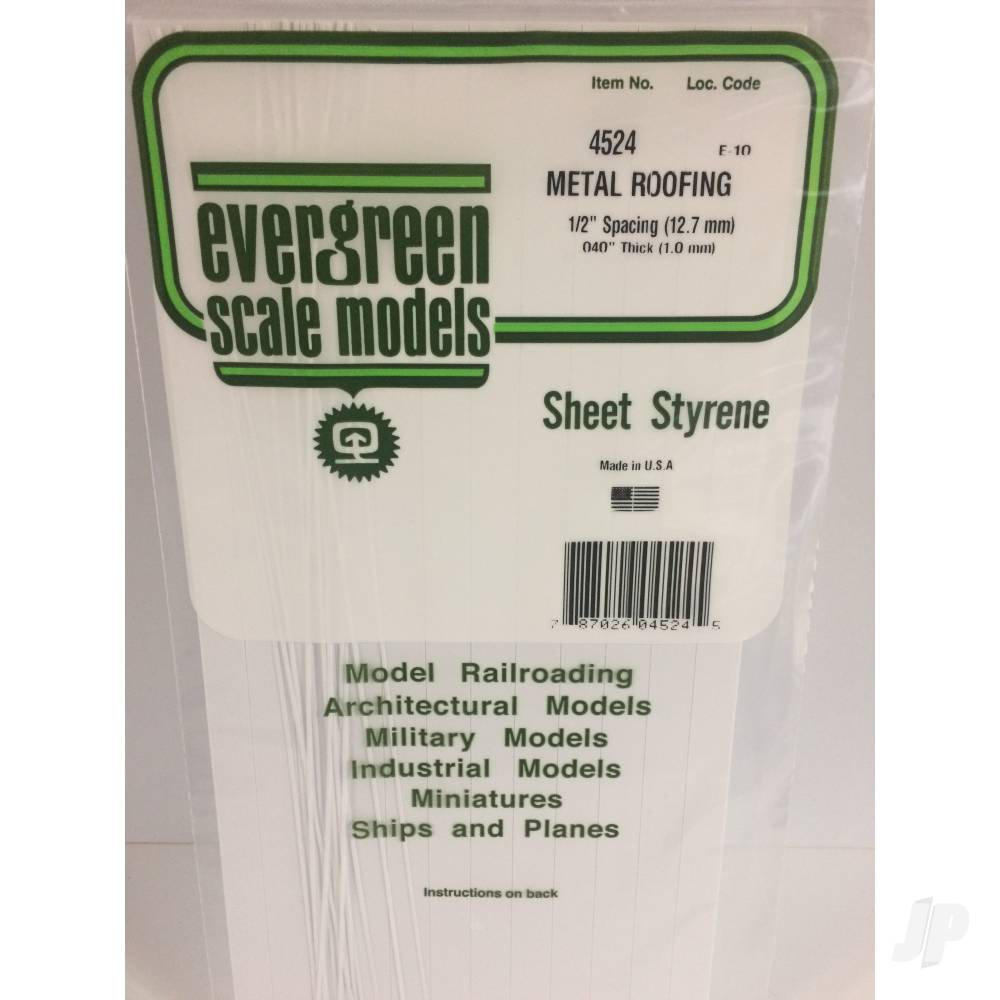 Item No. Loc. Code
4524 E-10
METAL ROOFING
1/2" Spacing (12.7 mm)
.040" Thick (1.0 mm)
evergreen
scale models
Sheet Styrene
Made in U.S.A
7 87026 04524 5
Model Railroading
Architectural Models
Military Models
Industrial Models
Miniatures
Ships and Planes
Instructions on back
JP